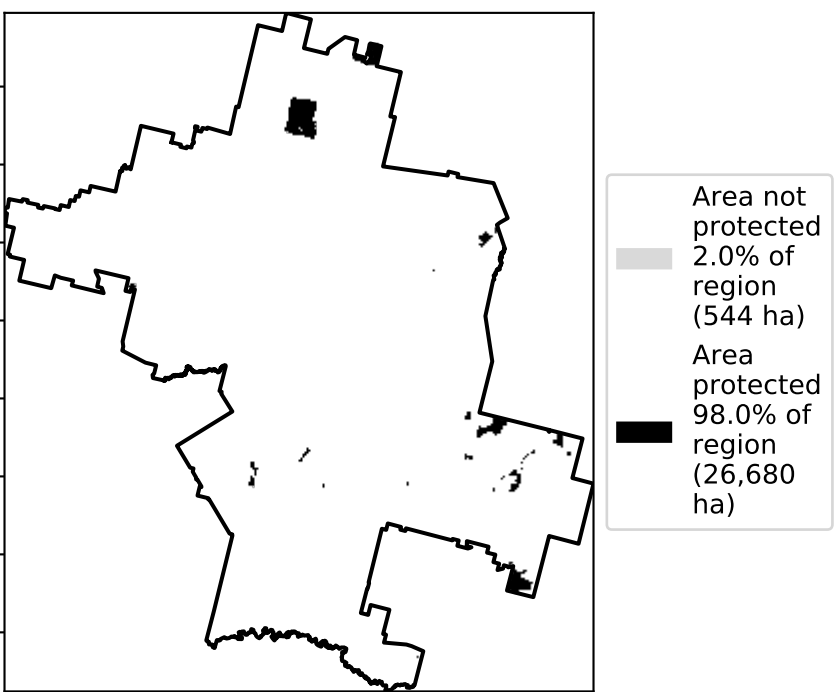 Area not
protected
2.0% of
region
(544 ha)
Area
protected
98.0% of
region
(26,680
ha)